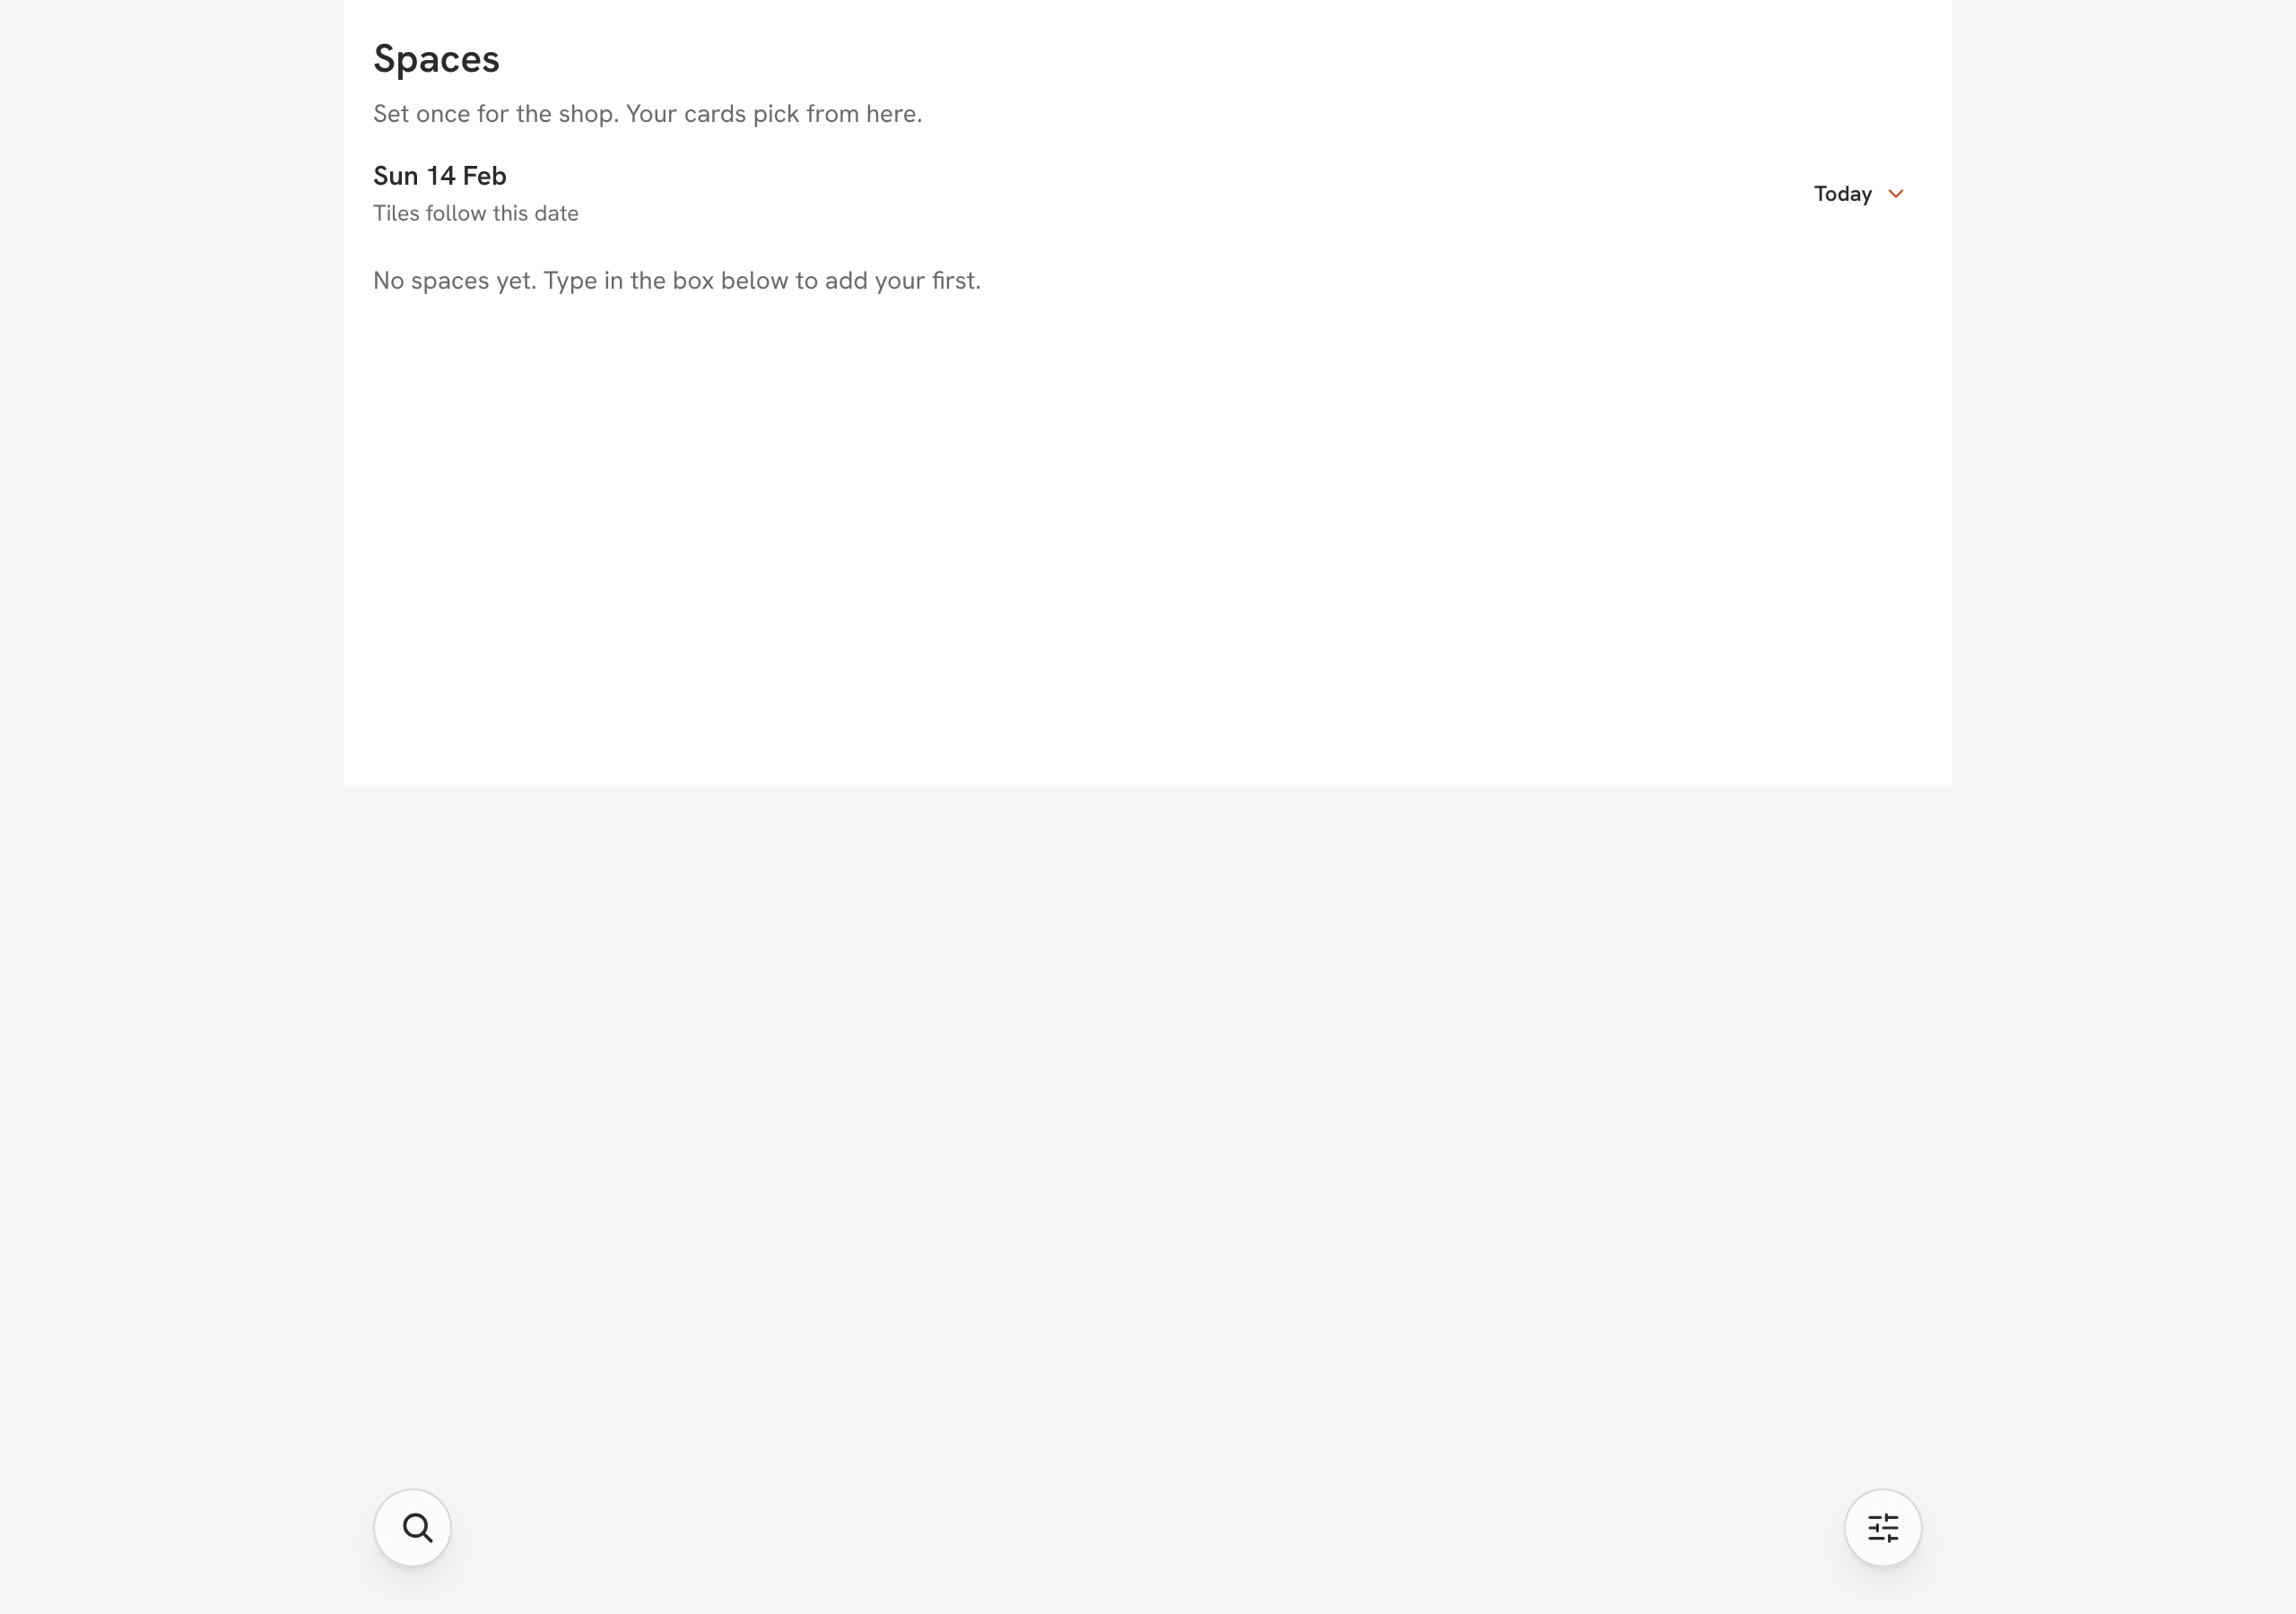 Spaces
Set once for the shop. Your cards pick from here.
Sun 14 Feb
Tiles follow this date
Today
No spaces yet. Type in the box below to add your first.